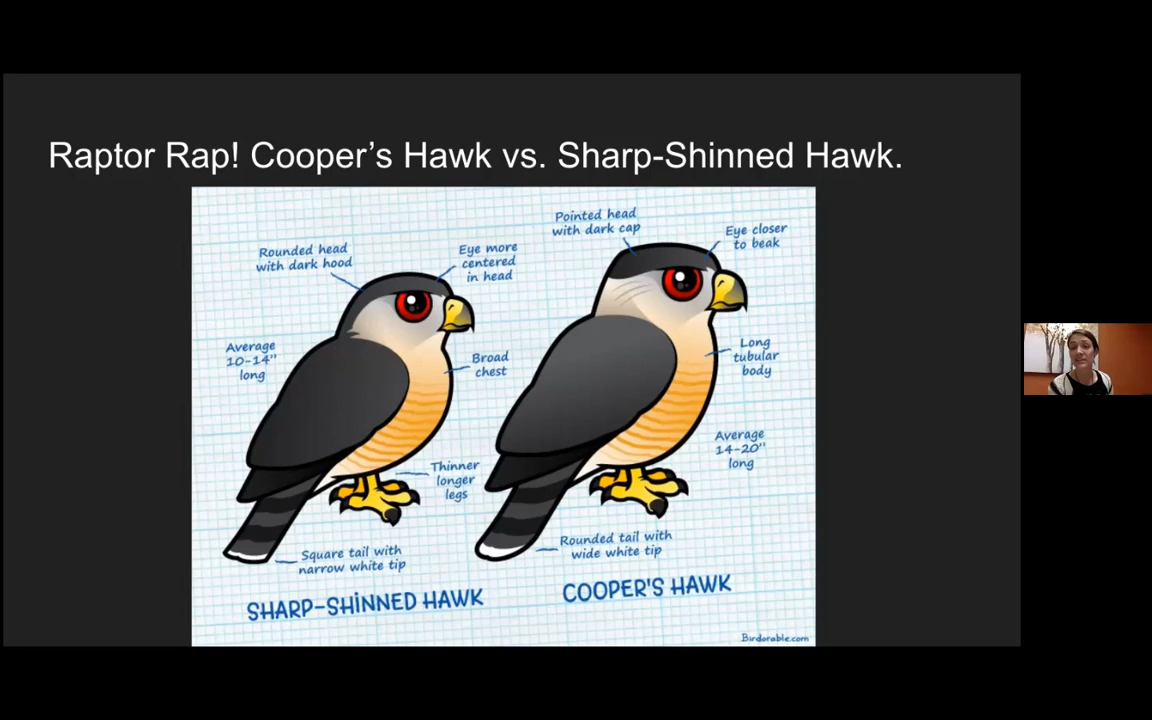 Raptor Rap! Cooper's Hawk vs. Sharp-Shinned Hawk.
Rounded head
with dark hood
Eye more
centered
in head
Average
10-14"
long
Broad
chest
Thinner
longer
legs
Square tail with
narrow white tip
SHARP-SHINNED HAWK
Pointed head
with dark cap
Eye closer
to beak
Long
tubular
body
Average
14-20"
long
Rounded tail with
wide white tip
COOPER'S HAWK
Birdorable.com